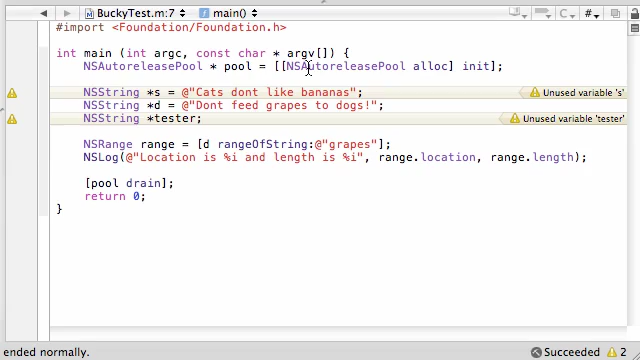 Bucky​Test.m:7 main()
#import <Foundation/Foundation.h>
int main (int argc, const char * argv[]) {
NSAutoreleasePool * pool = [[NSAutoreleasePool alloc] init];
NSString *s = @"Cats dont like bananas"; Unused variable 's'
NSString *d = @"Dont feed grapes to dogs!";
NSString *tester; Unused variable 'tester'
NSRange range = [d rangeOfString:@"grapes"];
NSLog(@"Location is %i and length is %i", range.location, range.length);
[pool drain];
return 0;
}
ended normally. Succeeded 2